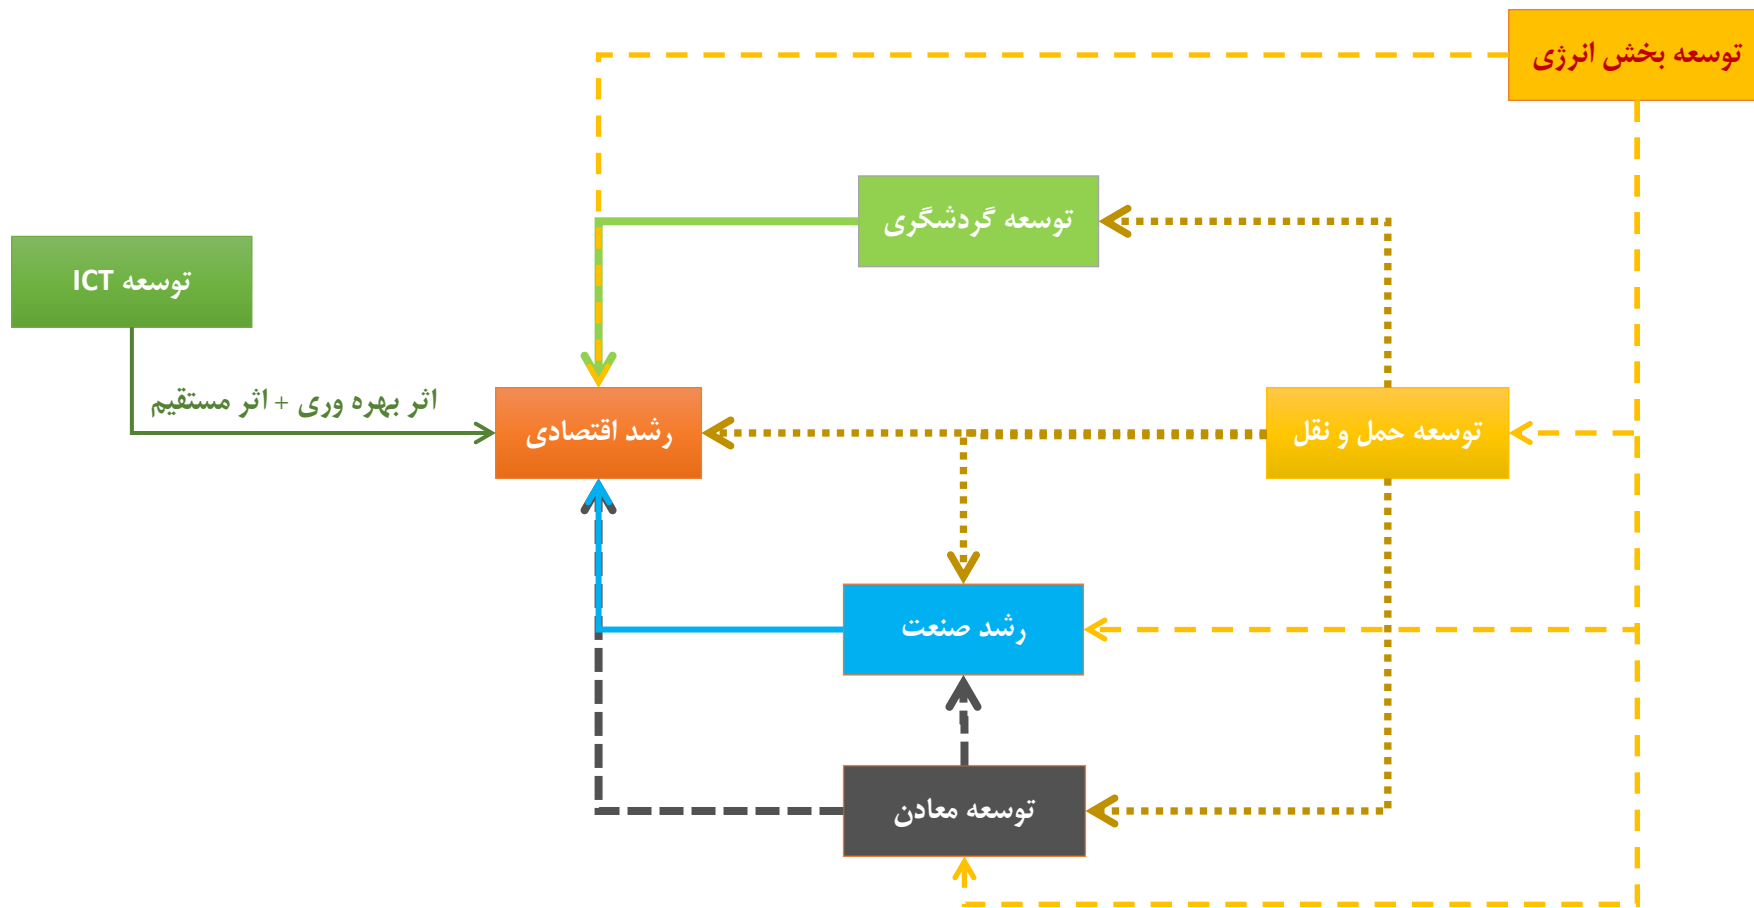 توسعه بخش انرژی
توسعه گردشگری
توسعه ICT
اثر بهره وری + اثر مستقیم
رشد اقتصادی
توسعه حمل و نقل
رشد صنعت
توسعه معادن